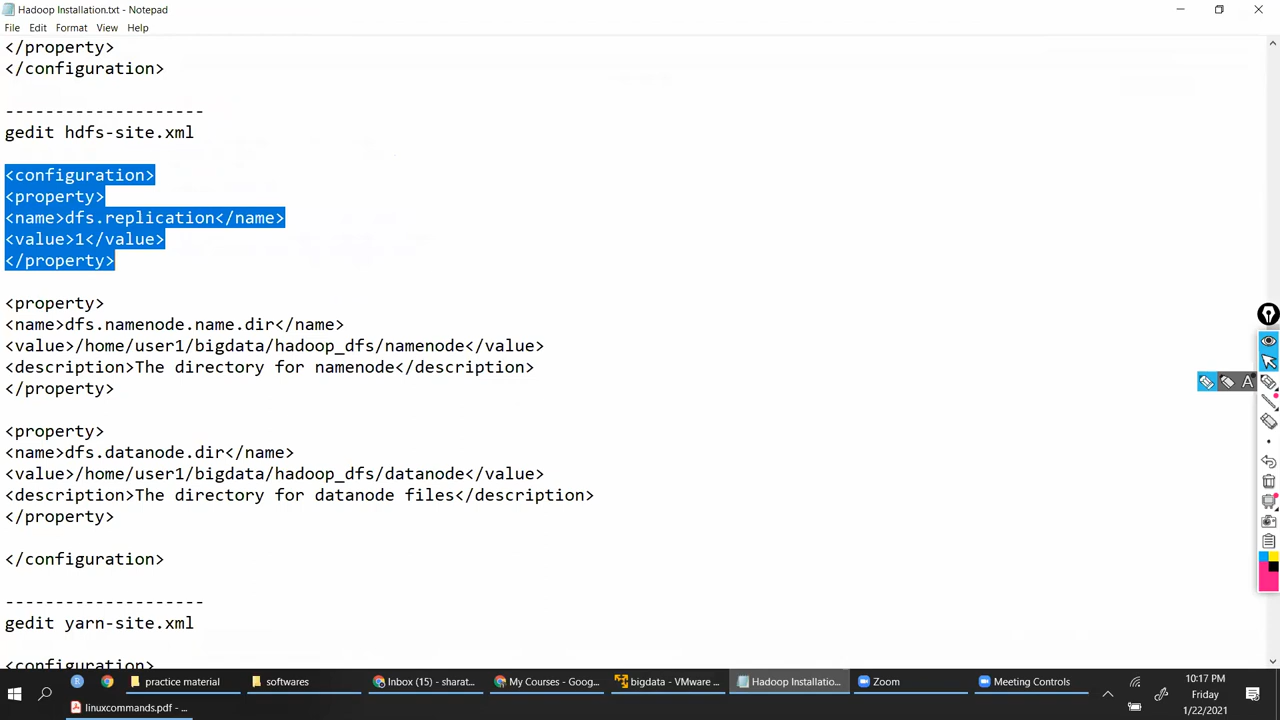 Hadoop Installation.txt - Notepad
File Edit Format View Help
</property>
</configuration>
--------------------
gedit hdfs-site.xml
<configuration>
<property>
<name>dfs.replication</name>
<value>1</value>
</property>
<property>
<name>dfs.namenode.name.dir</name>
<value>/home/user1/bigdata/hadoop_dfs/namenode</value>
<description>The directory for namenode</description>
</property>
<property>
<name>dfs.datanode.dir</name>
<value>/home/user1/bigdata/hadoop_dfs/datanode</value>
<description>The directory for datanode files</description>
</property>
</configuration>
--------------------
gedit yarn-site.xml
<configuration>
A
practice material
softwares
Inbox (15) - sharat...
My Courses - Goog...
bigdata - VMware ...
Hadoop Installatio...
Zoom
Meeting Controls
10:17 PM
Friday
1/22/2021
linuxcommands.pdf - ...